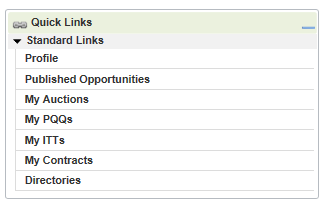 Quick Links
Standard Links
Profile
Published Opportunities
My Auctions
My PQQs
My ITTs
My Contracts
Directories